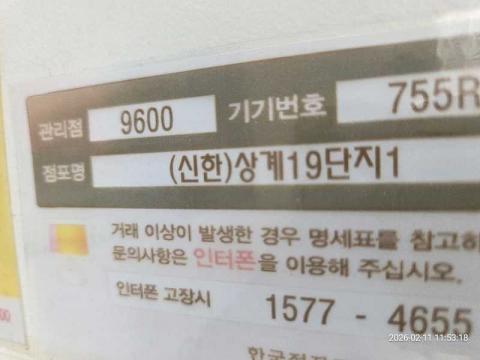 관리점 9600 기기번호 755R
점포명 (신한)상계19단지1
거래 이상이 발생한 경우 명세표를 참고하
문의사항은 인터폰을 이용해 주십시오.
인터폰 고장시 1577 - 4655
00
2026-02-11 11:53:18